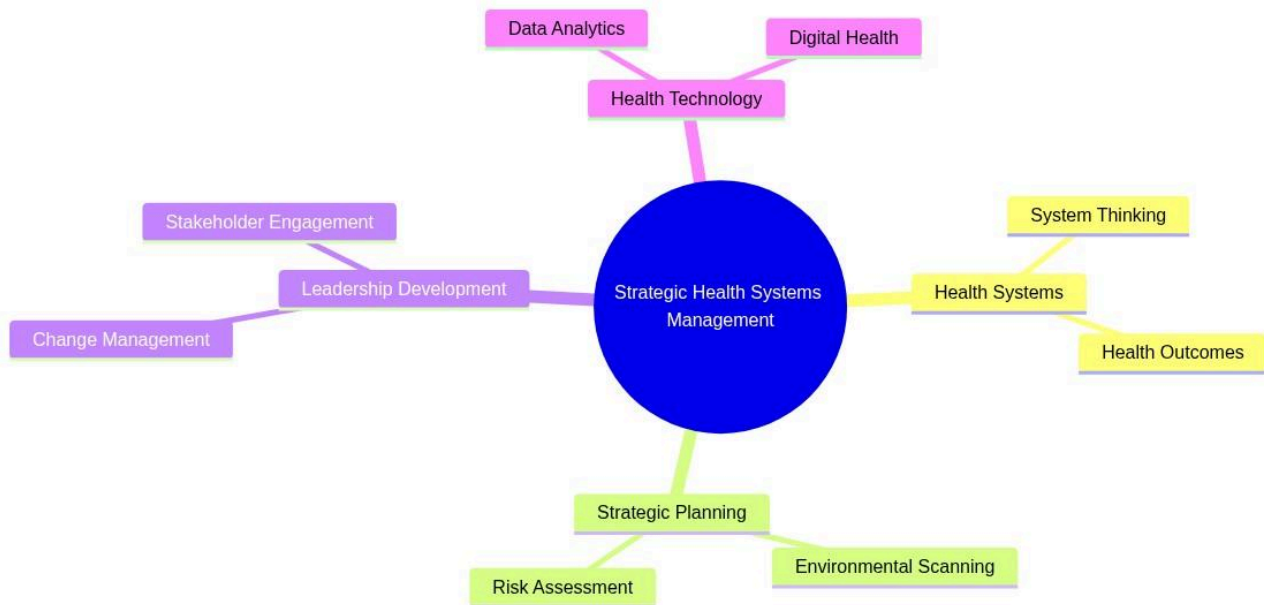 Data Analytics
Digital Health
Health Technology
System Thinking
Stakeholder Engagement
Leadership Development
Strategic Health Systems
Management
Health Systems
Change Management
Health Outcomes
Strategic Planning
Environmental Scanning
Risk Assessment